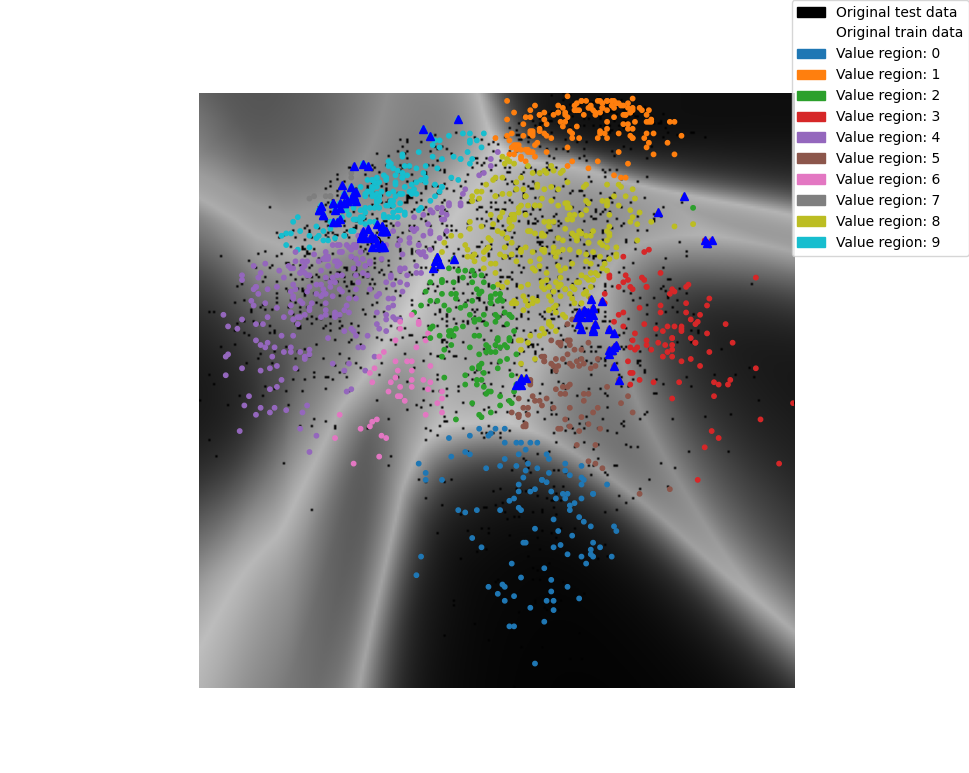 Original test data
Original train data
Value region: 0
Value region: 1
Value region: 2
Value region: 3
Value region: 4
Value region: 5
Value region: 6
Value region: 7
Value region: 8
Value region: 9